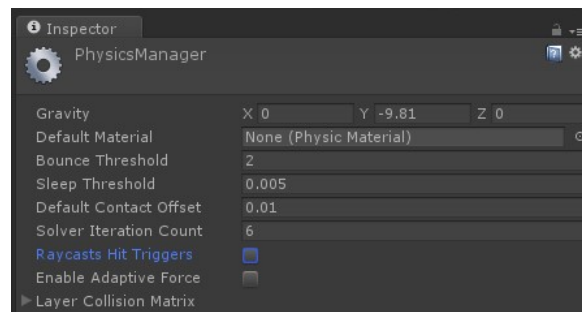 Inspector
PhysicsManager
Gravity X 0 Y -9.81 Z 0
Default Material None (Physic Material)
Bounce Threshold 2
Sleep Threshold 0.005
Default Contact Offset 0.01
Solver Iteration Count 6
Raycasts Hit Triggers
Enable Adaptive Force
Layer Collision Matrix